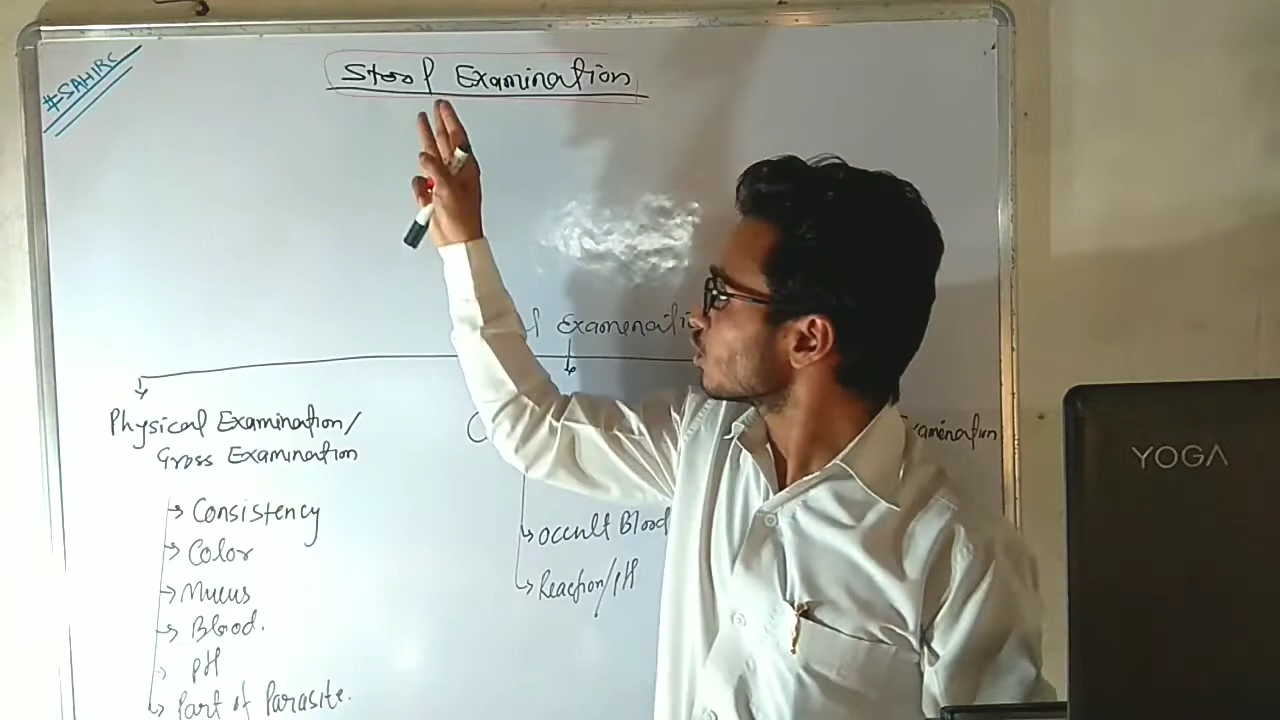 #SAHIRC
Stool Examination
Examination
Physical Examination/
Gross Examination
→ Consistency
→ Color
→ Mucus
→ Blood.
→ pH
→ Part of Parasite.
→ Occult Blood
→ Reaction/pH
YOGA